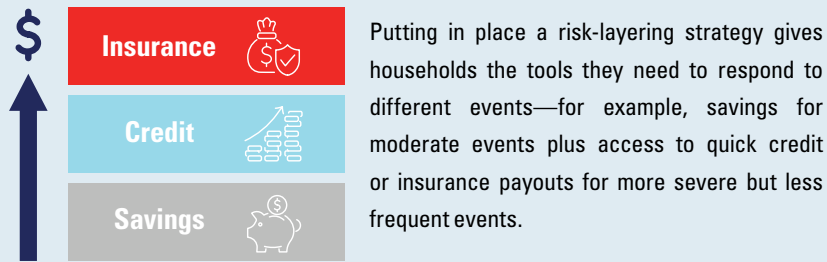 $
Insurance
$
Credit
Savings
$
Putting in place a risk-layering strategy gives
households the tools they need to respond to
different events—for example, savings for
moderate events plus access to quick credit
or insurance payouts for more severe but less
frequent events.